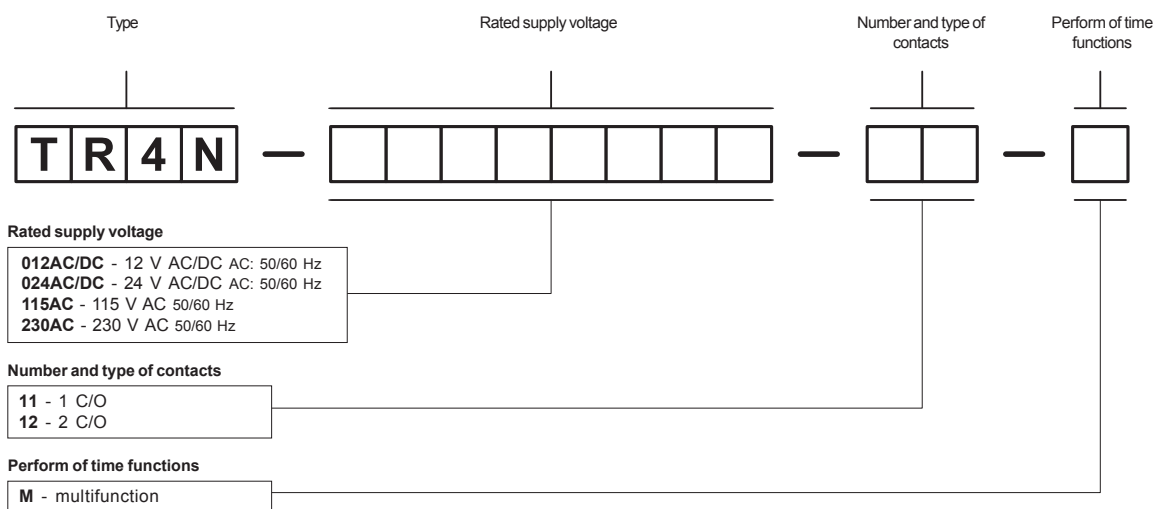 Type
Rated supply voltage
Number and type of
contacts
Perform of time
functions
TR4N — — —
Rated supply voltage
012AC/DC - 12 V AC/DC AC: 50/60 Hz
024AC/DC - 24 V AC/DC AC: 50/60 Hz
115AC - 115 V AC 50/60 Hz
230AC - 230 V AC 50/60 Hz
Number and type of contacts
11 - 1 C/O
12 - 2 C/O
Perform of time functions
M - multifunction